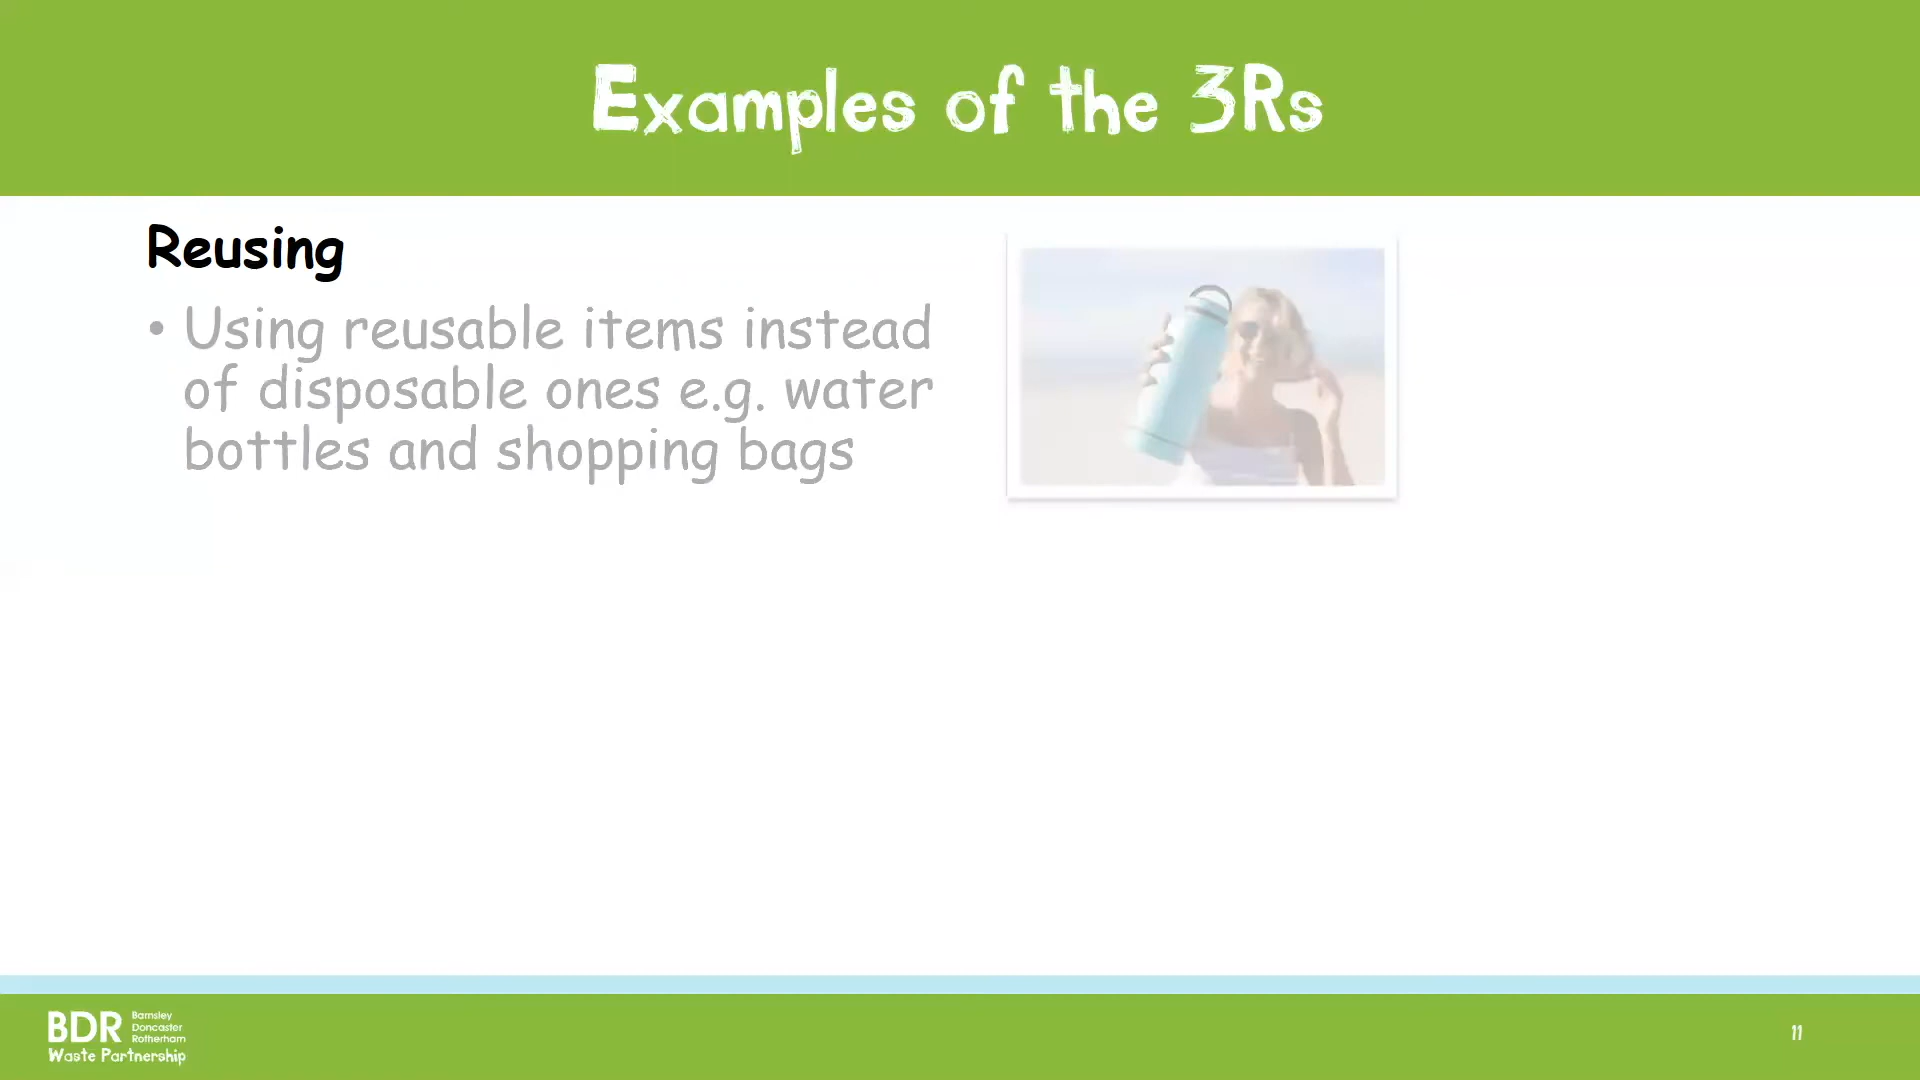 Examples of the 3Rs
Reusing
• Using reusable items instead
of disposable ones e.g. water
bottles and shopping bags
BDR
Barnsley
Doncaster
Rotherham
Waste Partnership
11